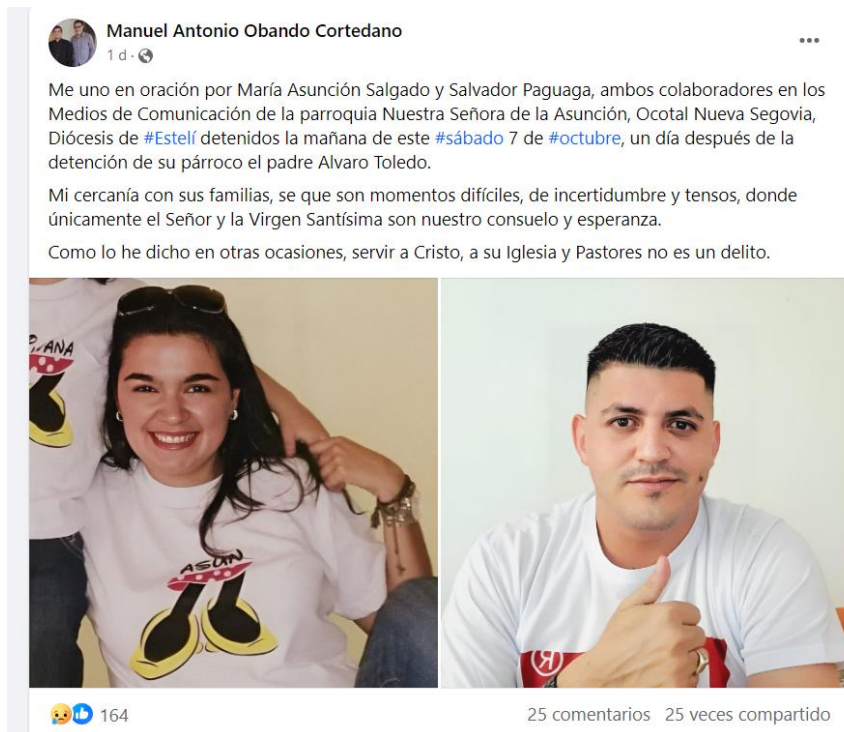 Manuel Antonio Obando Cortedano
1 d ·
Me uno en oración por María Asunción Salgado y Salvador Paguaga, ambos colaboradores en los
Medios de Comunicación de la parroquia Nuestra Señora de la Asunción, Ocotal Nueva Segovia,
Diócesis de #Estelí detenidos la mañana de este #sábado 7 de #octubre, un día después de la
detención de su párroco el padre Alvaro Toledo.
Mi cercanía con sus familias, se que son momentos difíciles, de incertidumbre y tensos, donde
únicamente el Señor y la Virgen Santísima son nuestro consuelo y esperanza.
Como lo he dicho en otras ocasiones, servir a Cristo, a su Iglesia y Pastores no es un delito.
ASUN
®
164
25 comentarios 25 veces compartido